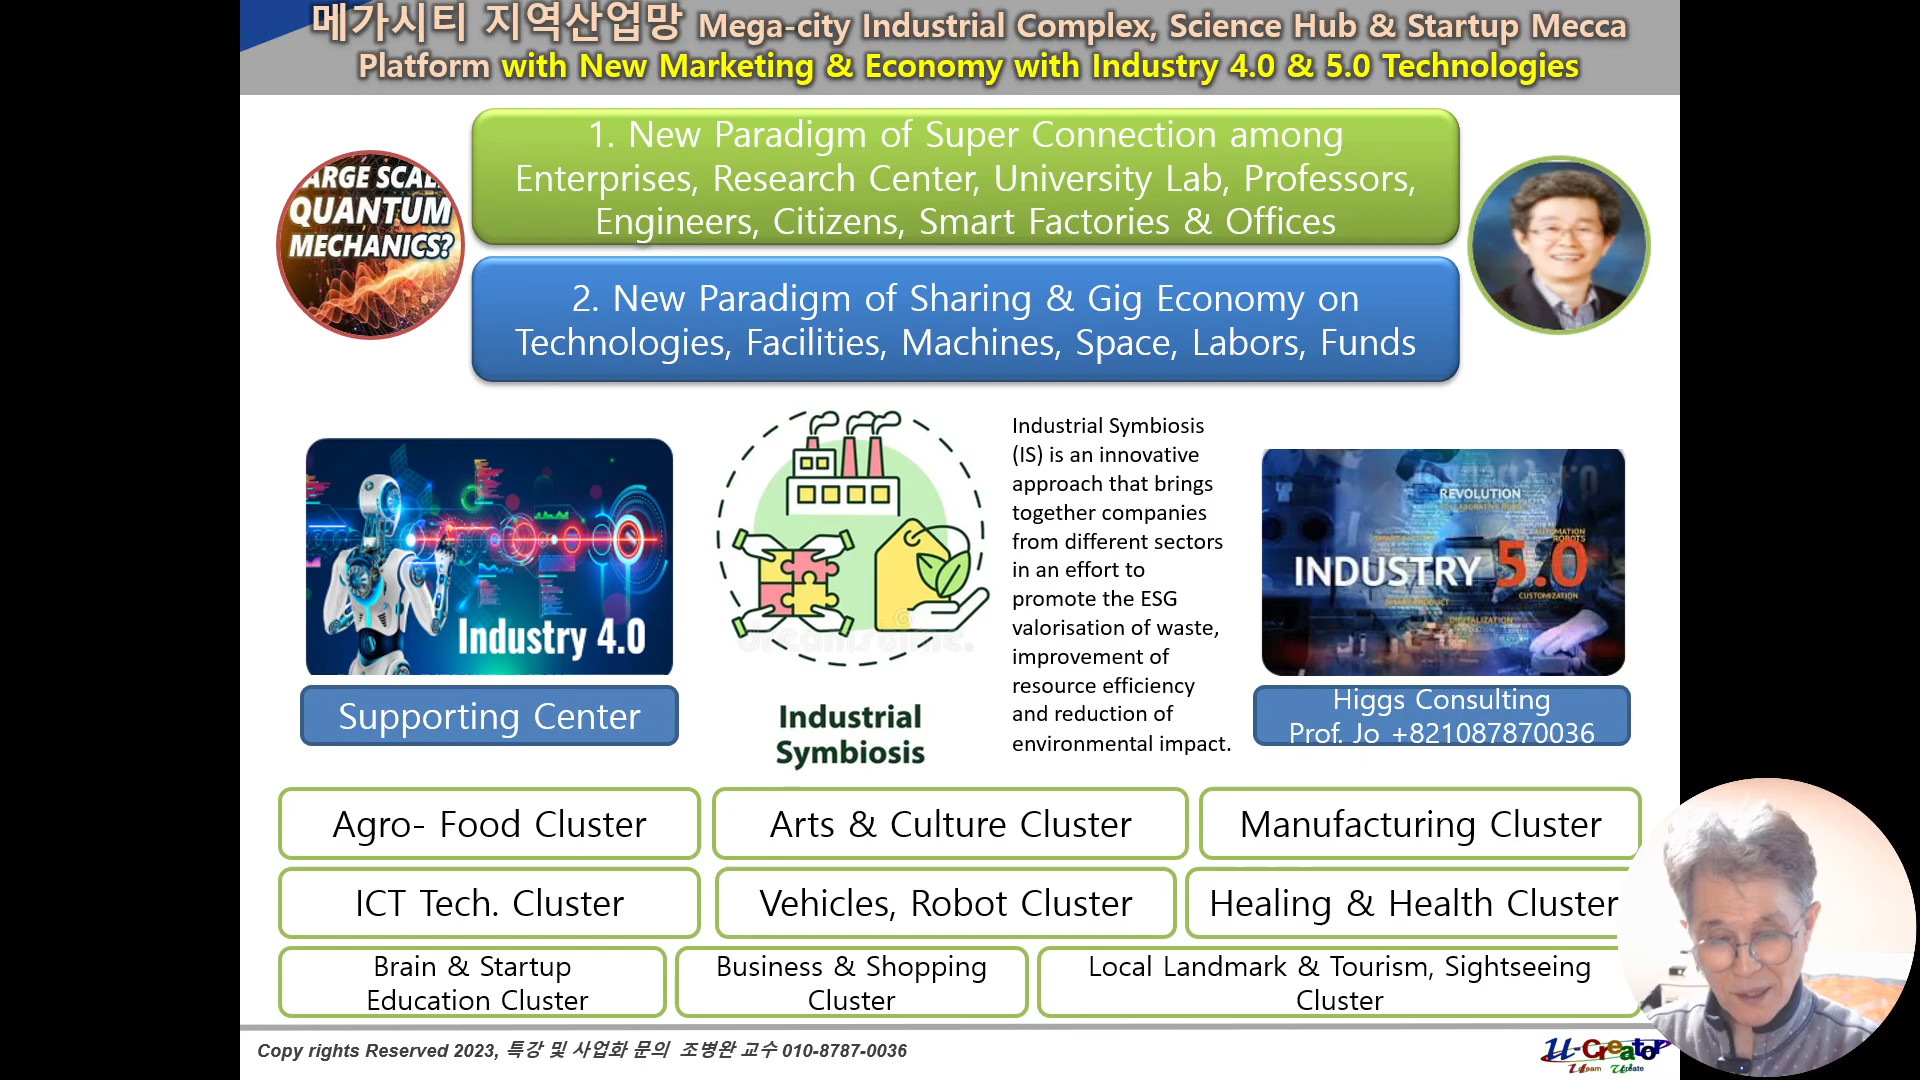 메가시티 지역산업망 Mega-city Industrial Complex, Science Hub & Startup Mecca
Platform with New Marketing & Economy with Industry 4.0 & 5.0 Technologies
1. New Paradigm of Super Connection among
Enterprises, Research Center, University Lab, Professors,
Engineers, Citizens, Smart Factories & Offices
LARGE SCALE
QUANTUM
MECHANICS?
2. New Paradigm of Sharing & Gig Economy on
Technologies, Facilities, Machines, Space, Labors, Funds
Industry 4.0
Supporting Center
Industrial
Symbiosis
Industrial Symbiosis
(IS) is an innovative
approach that brings
together companies
from different sectors
in an effort to
promote the ESG
valorisation of waste,
improvement of
resource efficiency
and reduction of
environmental impact.
REVOLUTION
AUTOMATION
ROBOTS
INDUSTRY 5.0
CUSTOMIZATION
SMART PRODUCT
DIGITALIZATION
Higgs Consulting
Prof. Jo +821087870036
Agro- Food Cluster
Arts & Culture Cluster
Manufacturing Cluster
ICT Tech. Cluster
Vehicles, Robot Cluster
Healing & Health Cluster
Brain & Startup
Education Cluster
Business & Shopping
Cluster
Local Landmark & Tourism, Sightseeing
Cluster
Copy rights Reserved 2023, 특강 및 사업화 문의 조병완 교수 010-8787-0036
U-Creator